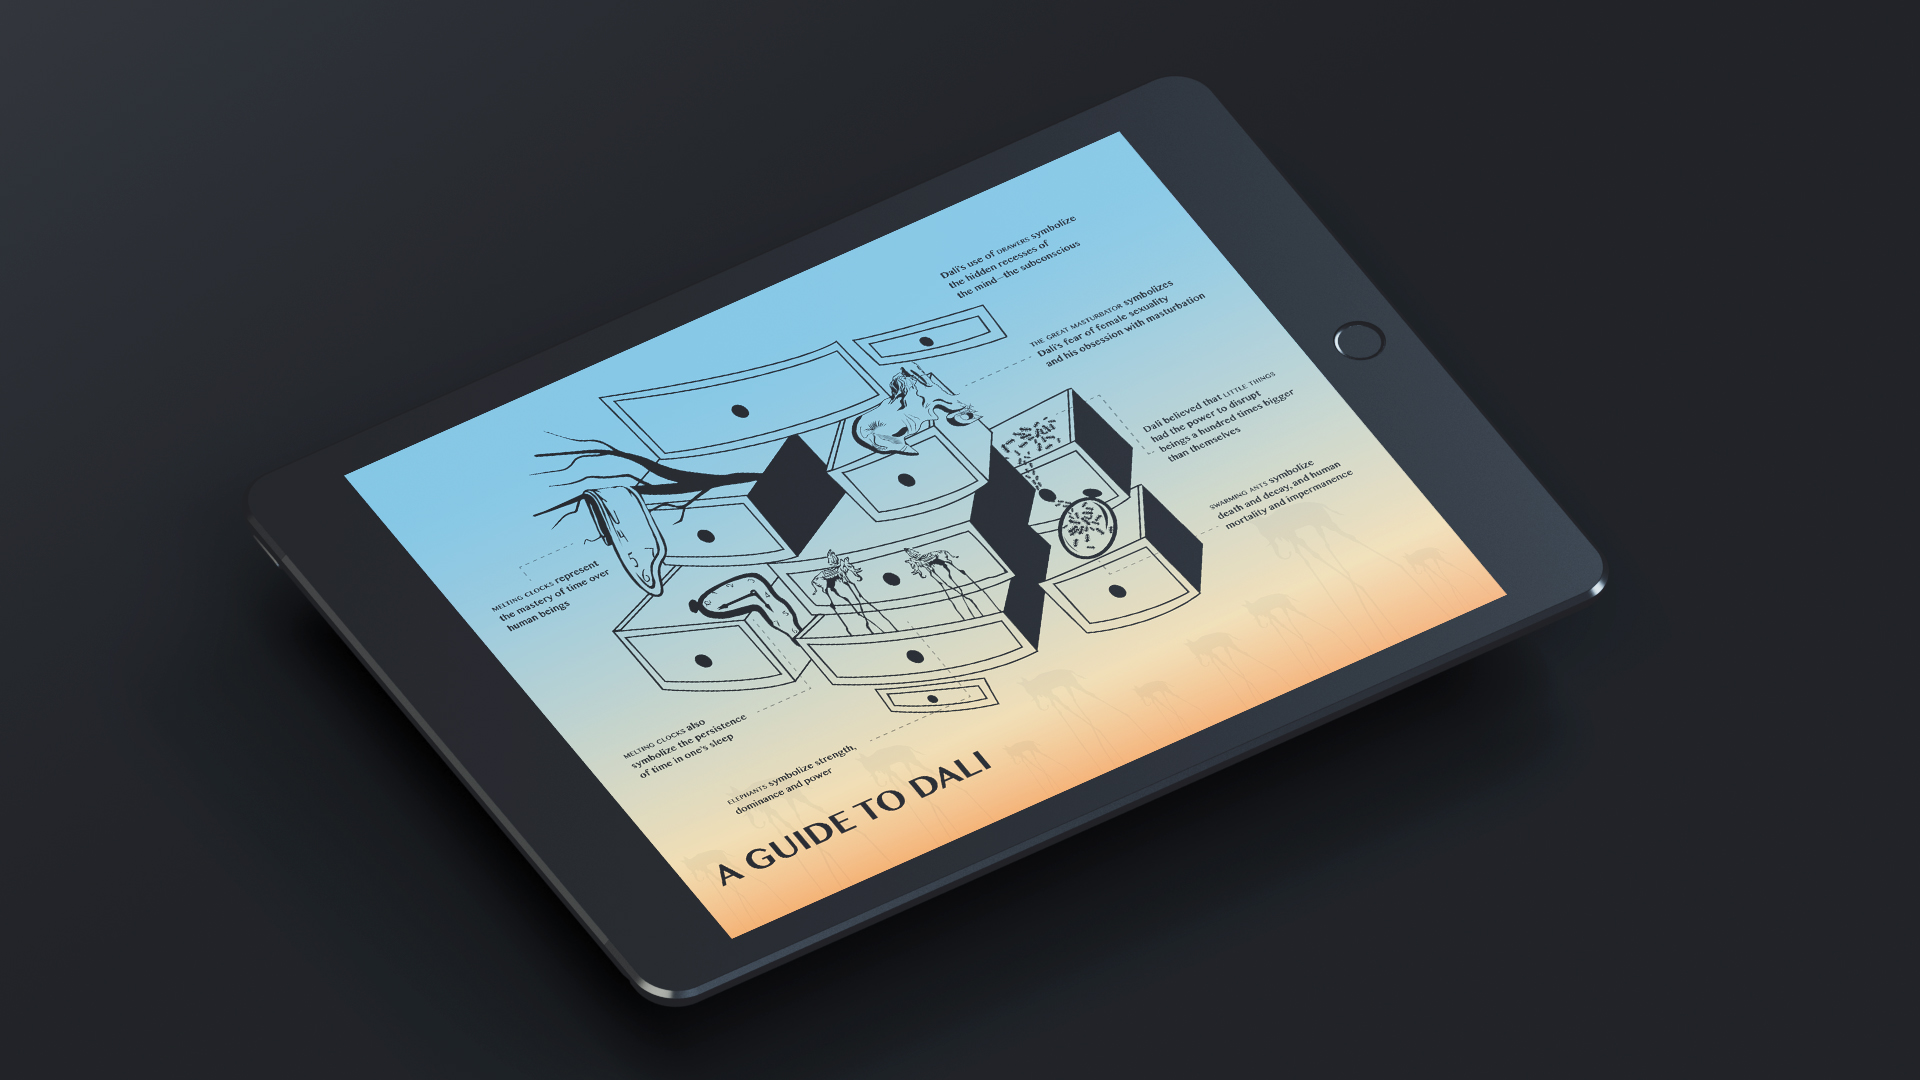 Dali's use of DRAWERS symbolize
the hidden recesses of
the mind—the subconscious
THE GREAT MASTURBATOR symbolizes
Dali's fear of female sexuality
and his obsession with masturbation
Dali believed that LITTLE THINGS
had the power to disrupt
beings a hundred times bigger
than themselves
SWARMING ANTS symbolize
death and decay, and human
mortality and impermanence
MELTING CLOCKS represent
the mastery of time over
human beings
MELTING CLOCKS also
symbolize the persistence
of time in one's sleep
ELEPHANTS symbolize strength,
dominance and power
A GUIDE TO DALI